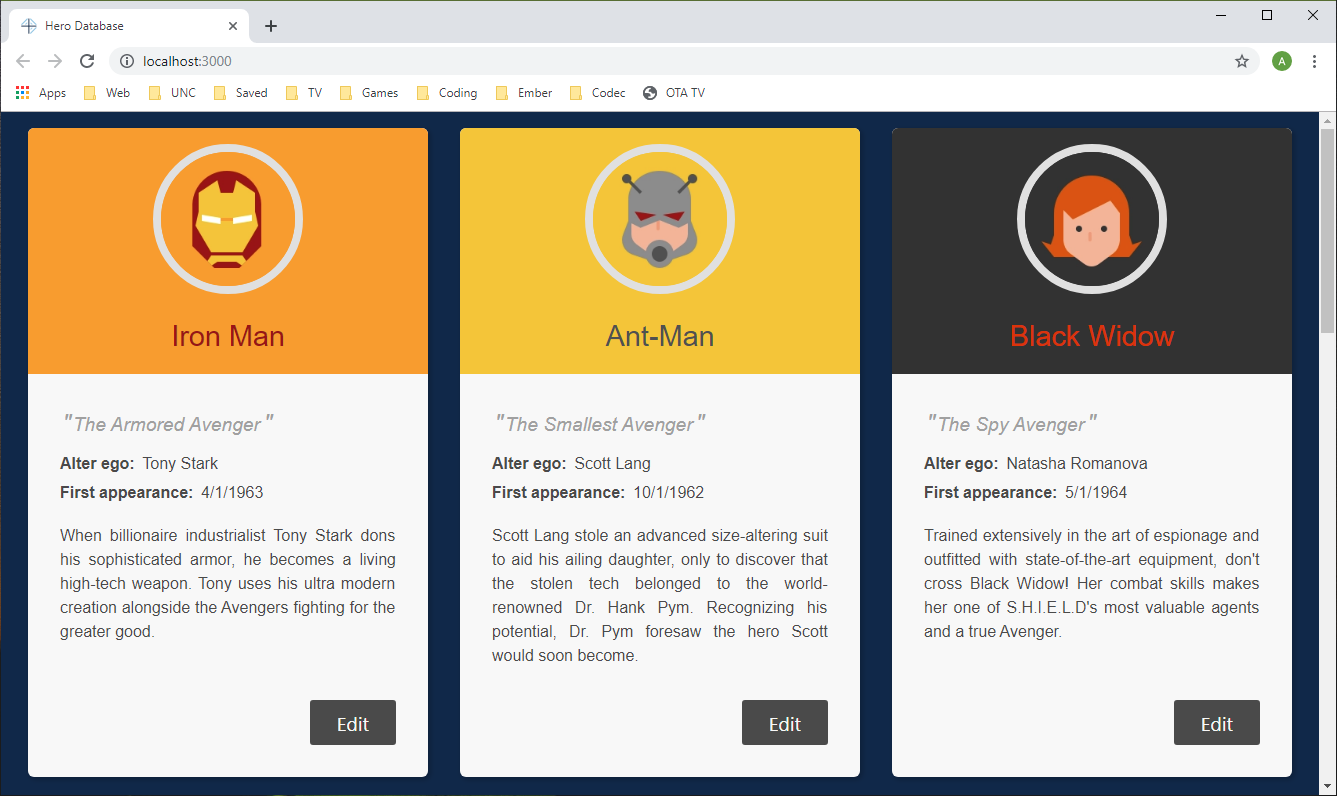 Hero Database
localhost:3000
A
Apps Web UNC Saved TV Games Coding Ember Codec OTA TV
Iron Man
"The Armored Avenger"
Alter ego: Tony Stark
First appearance: 4/1/1963
When billionaire industrialist Tony Stark dons
his sophisticated armor, he becomes a living
high-tech weapon. Tony uses his ultra modern
creation alongside the Avengers fighting for the
greater good.
Edit
Ant-Man
"The Smallest Avenger"
Alter ego: Scott Lang
First appearance: 10/1/1962
Scott Lang stole an advanced size-altering suit
to aid his ailing daughter, only to discover that
the stolen tech belonged to the world-
renowned Dr. Hank Pym. Recognizing his
potential, Dr. Pym foresaw the hero Scott
would soon become.
Edit
Black Widow
"The Spy Avenger"
Alter ego: Natasha Romanova
First appearance: 5/1/1964
Trained extensively in the art of espionage and
outfitted with state-of-the-art equipment, don't
cross Black Widow! Her combat skills makes
her one of S.H.I.E.L.D's most valuable agents
and a true Avenger.
Edit